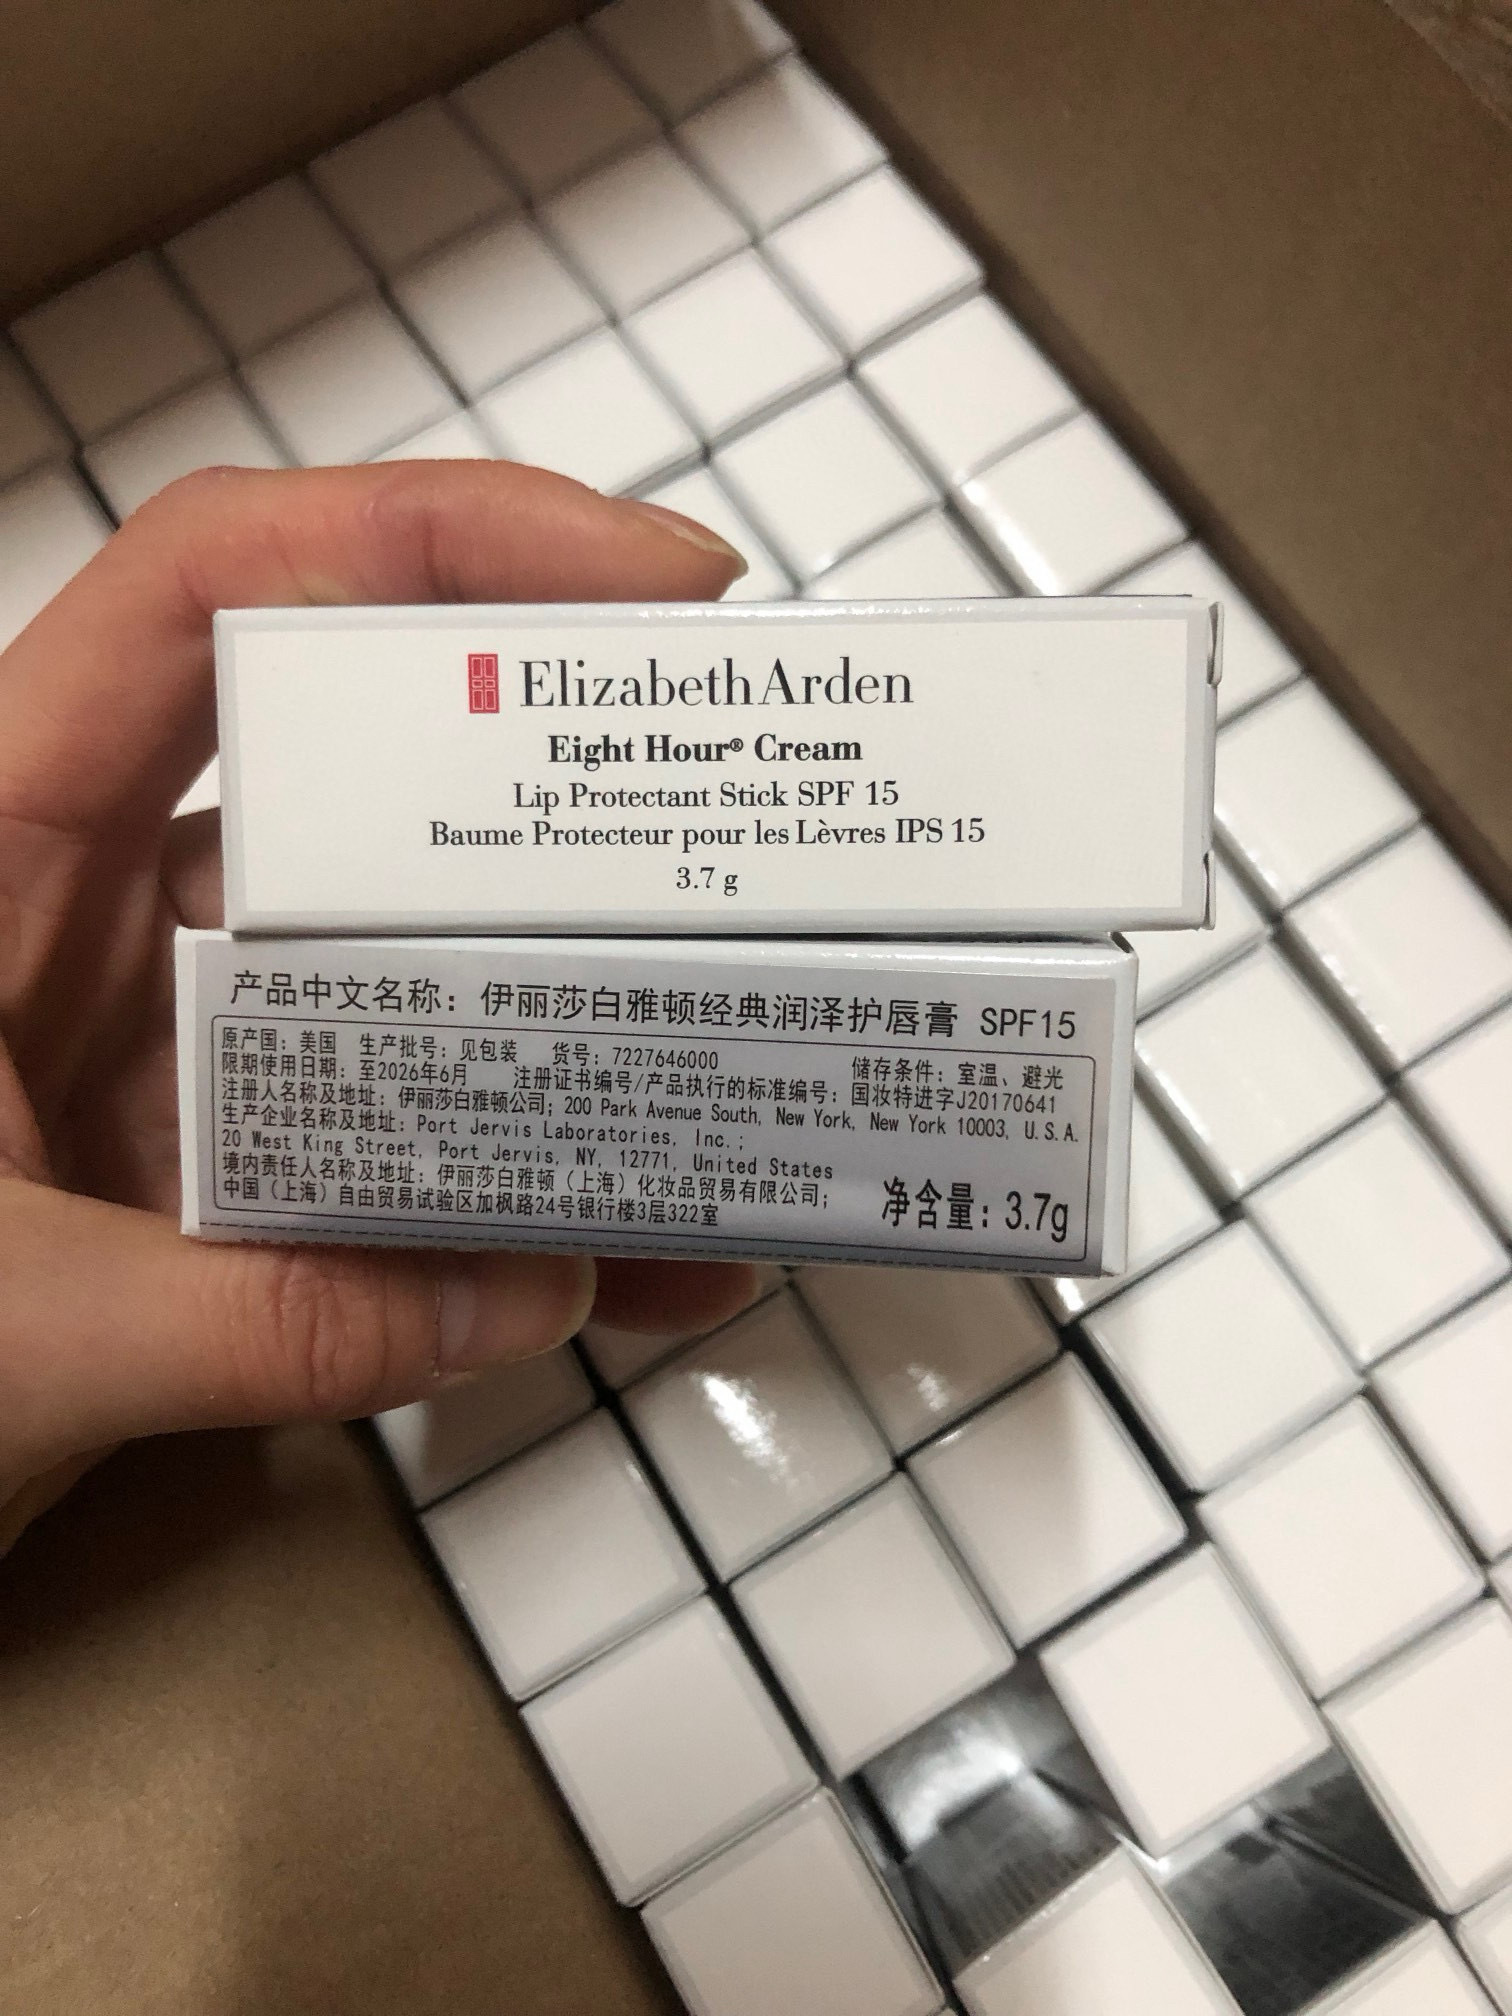 Elizabeth Arden
Eight Hour® Cream
Lip Protectant Stick SPF 15
Baume Protecteur pour les Lèvres IPS 15
3.7 g
产品中文名称：伊丽莎白雅顿经典润泽护唇膏 SPF15
原产国：美国 生产批号：见包装 货号：7227646000 储存条件：室温、避光
限期使用日期：至2026年6月 注册证书编号/产品执行的标准编号：国妆特进字J20170641
注册人名称及地址：伊丽莎白雅顿公司；200 Park Avenue South, New York, New York 10003, U.S.A.
生产企业名称及地址：Port Jervis Laboratories, Inc.;
20 West King Street, Port Jervis, NY, 12771, United States
境内责任人名称及地址：伊丽莎白雅顿（上海）化妆品贸易有限公司；
中国（上海）自由贸易试验区加枫路24号银行楼3层322室
净含量：3.7g